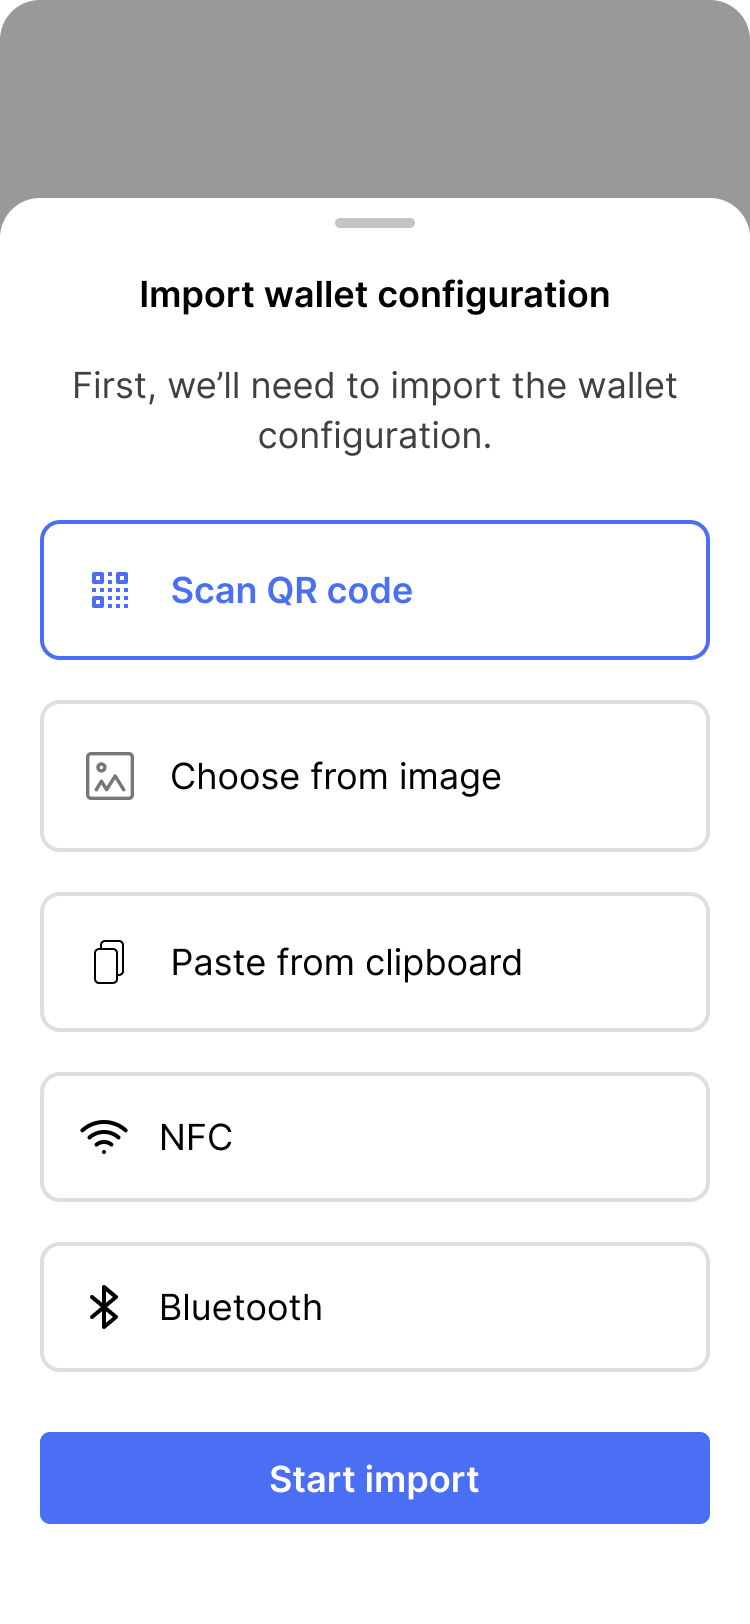 Import wallet configuration
First, we’ll need to import the wallet
configuration.
Scan QR code
Choose from image
Paste from clipboard
NFC
Bluetooth
Start import